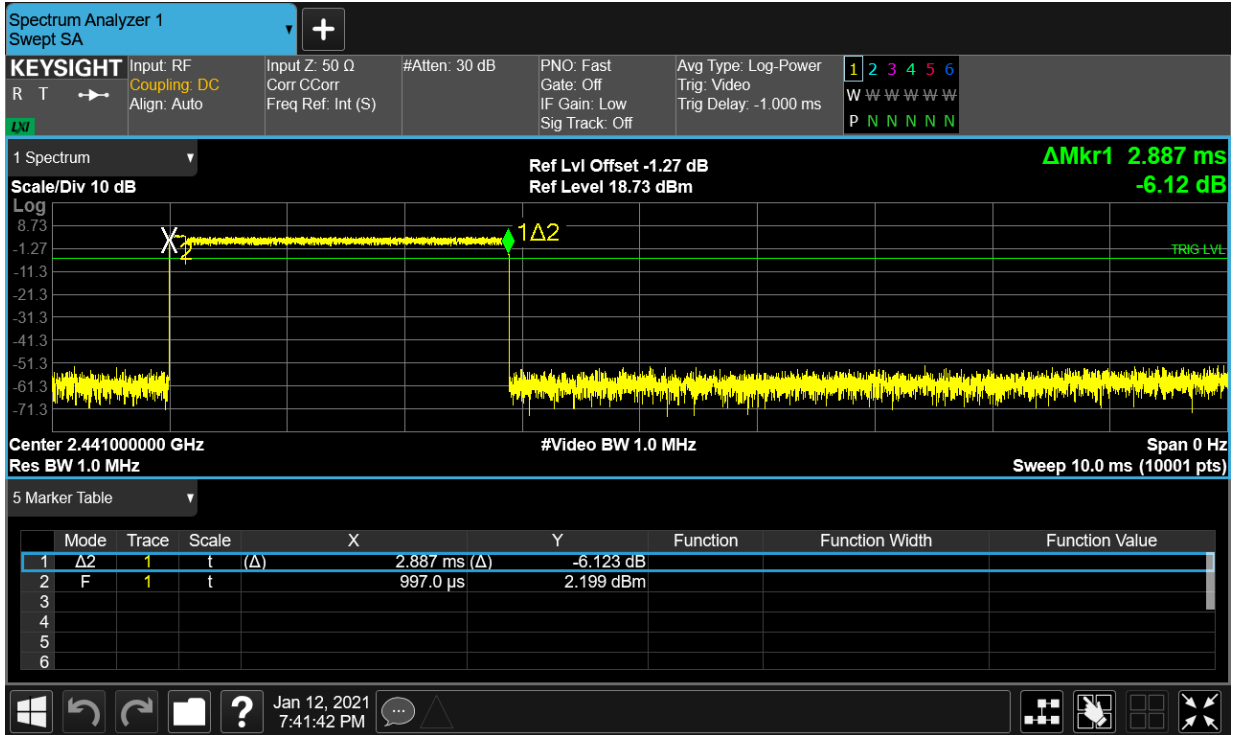 Spectrum Analyzer 1
Swept SA
KEYSIGHT
R T
LXI
Input: RF
Coupling: DC
Align: Auto
Input Z: 50 Ω
Corr CCorr
Freq Ref: Int (S)
#Atten: 30 dB
PNO: Fast
Gate: Off
IF Gain: Low
Sig Track: Off
Avg Type: Log-Power
Trig: Video
Trig Delay: -1.000 ms
1 2 3 4 5 6
W W W W W W
P N N N N N
1 Spectrum
Scale/Div 10 dB
Ref Lvl Offset -1.27 dB
Ref Level 18.73 dBm
ΔMkr1 2.887 ms
-6.12 dB
Log
8.73
-1.27
-11.3
-21.3
-31.3
-41.3
-51.3
-61.3
-71.3
X
2
1Δ2
TRIG LVL
Center 2.441000000 GHz
#Video BW 1.0 MHz
Span 0 Hz
Res BW 1.0 MHz
Sweep 10.0 ms (10001 pts)
5 Marker Table
Mode Trace Scale X Y Function Function Width Function Value
1 Δ2 1 t (Δ) 2.887 ms (Δ) -6.123 dB
2 F 1 t 997.0 µs 2.199 dBm
3
4
5
6
?
Jan 12, 2021
7:41:42 PM